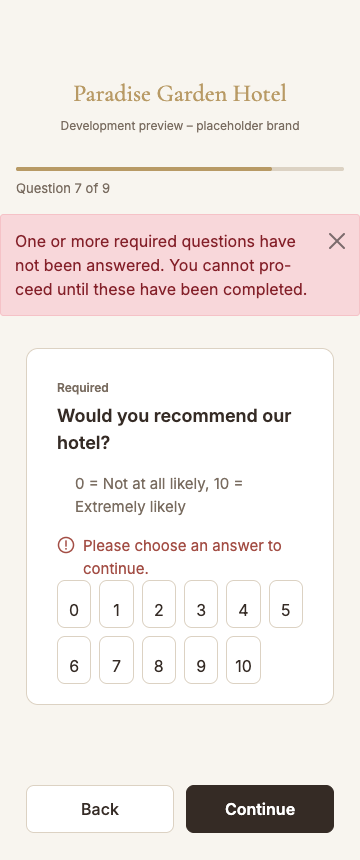 Paradise Garden Hotel
Development preview – placeholder brand
Question 7 of 9
One or more required questions have
not been answered. You cannot pro-
ceed until these have been completed.
Required
Would you recommend our
hotel?
0 = Not at all likely, 10 =
Extremely likely
Please choose an answer to
continue.
0 1 2 3 4 5
6 7 8 9 10
Back Continue